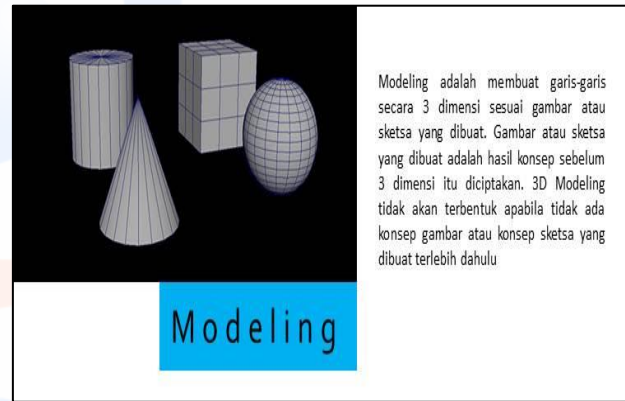 Modeling adalah membuat garis-garis
secara 3 dimensi sesuai gambar atau
sketsa yang dibuat. Gambar atau sketsa
yang dibuat adalah hasil konsep sebelum
3 dimensi itu diciptakan. 3D Modeling
tidak akan terbentuk apabila tidak ada
konsep gambar atau konsep sketsa yang
dibuat terlebih dahulu
Modeling